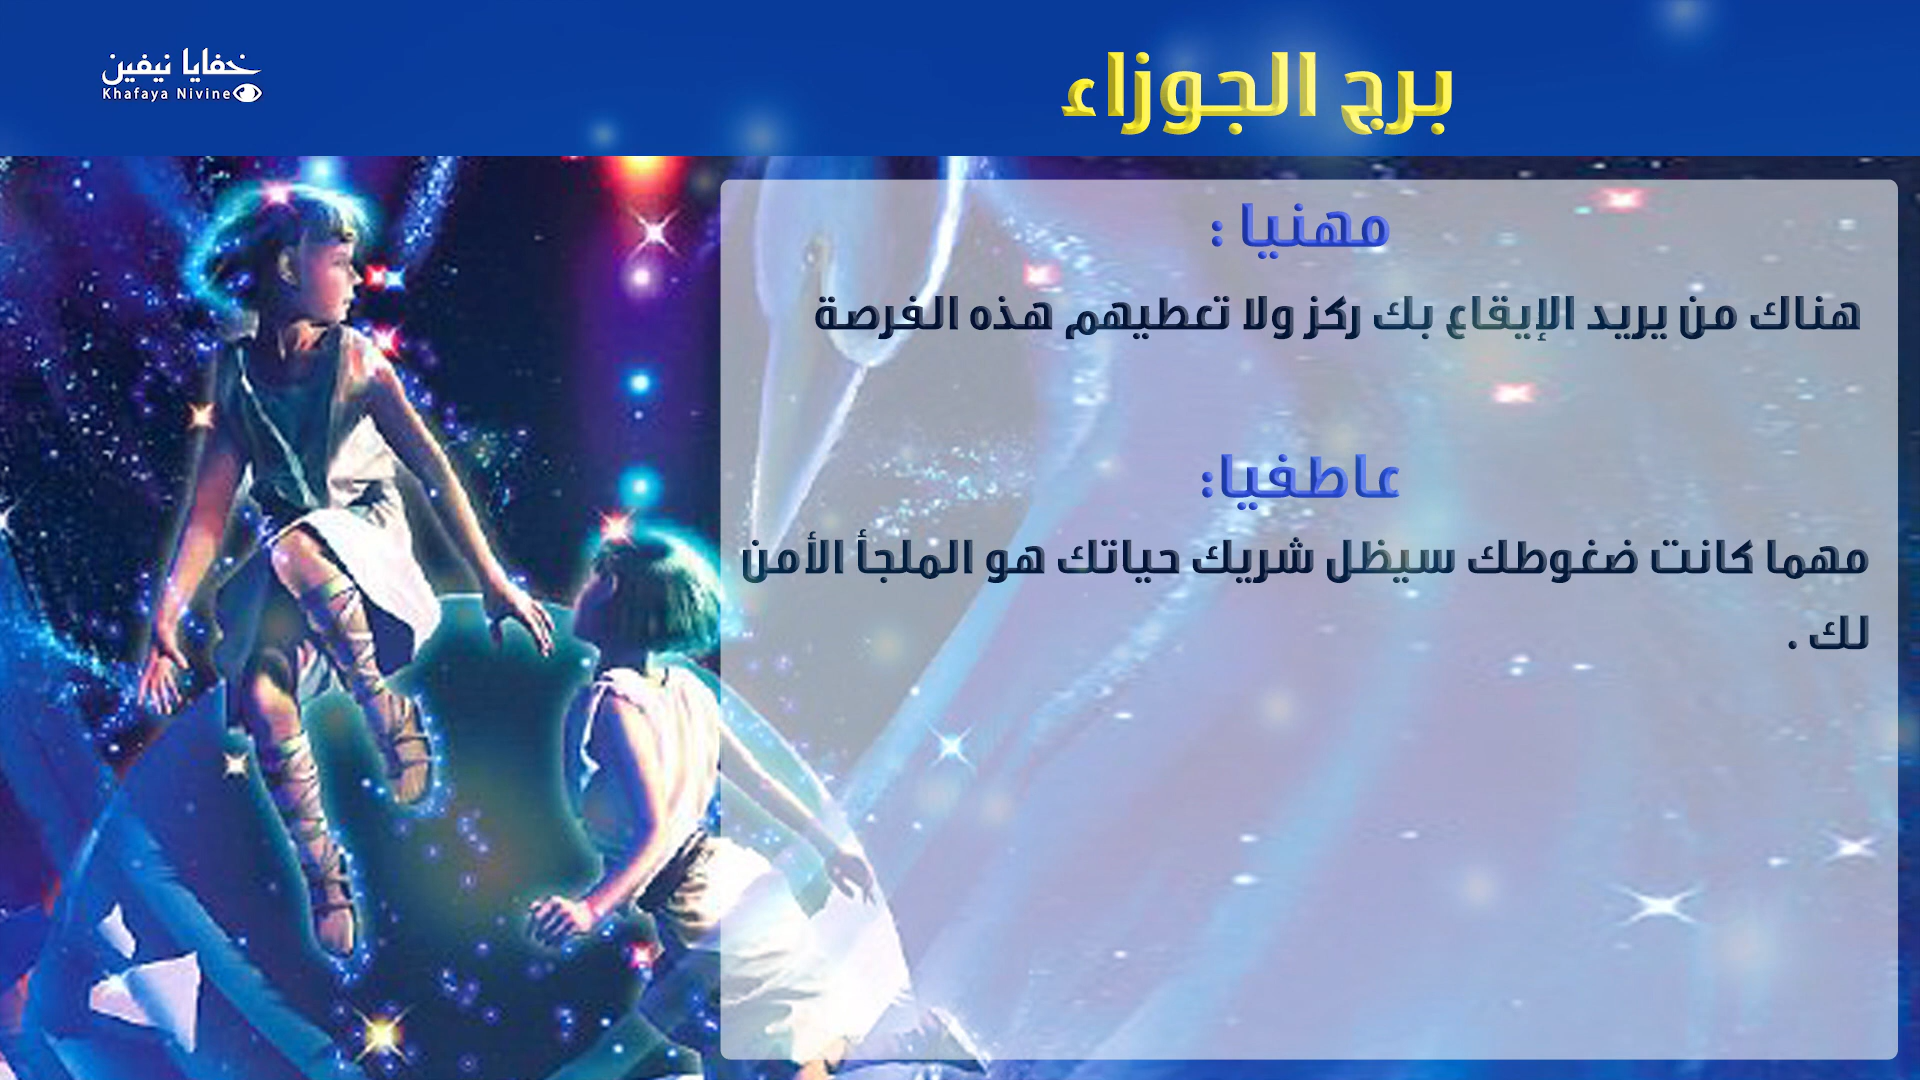 برج الجوزاء
خفايا نيفين
Khafaya Nivine
مهنيا :
هناك من يريد الإيقاع بك ركز ولا تعطيهم هذه الفرصة
عاطفيا:
مهما كانت ضغوطك سيظل شريك حياتك هو الملجأ الأمن
لك .